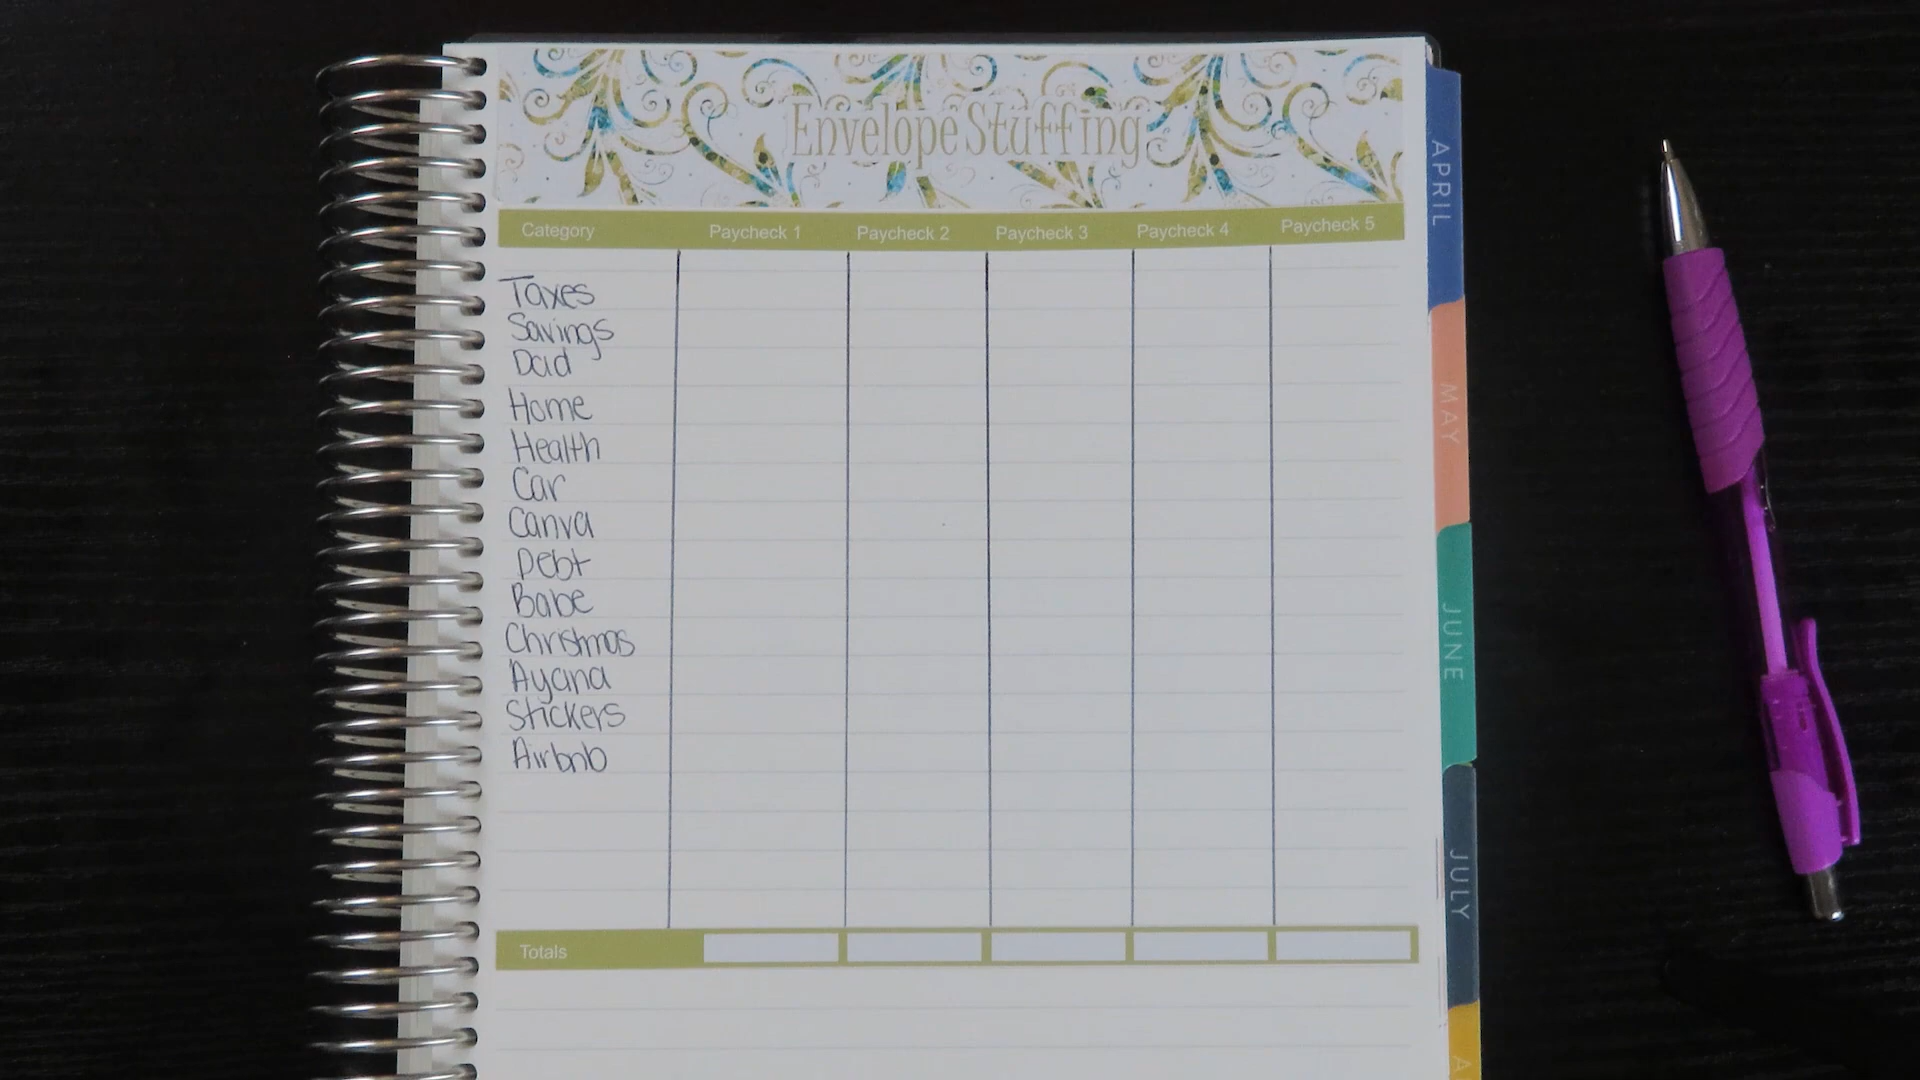 Envelope Stuffing
Category Paycheck 1 Paycheck 2 Paycheck 3 Paycheck 4 Paycheck 5
Taxes
Savings
Dad
Home
Health
Car
Canva
Debt
Babe
Christmas
Ayana
Stickers
Airbnb
Totals
APRIL
MAY
JUNE
JULY
A